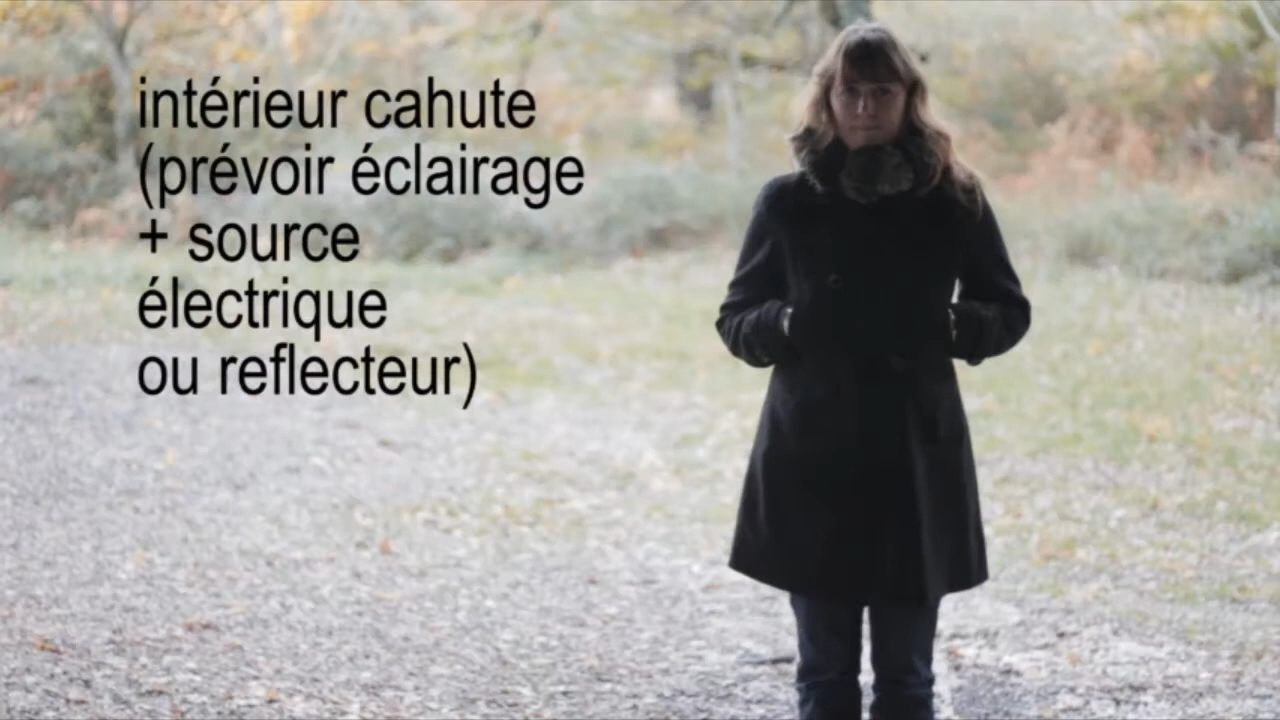 intérieur cahute
(prévoir éclairage
+ source
électrique
ou reflecteur)